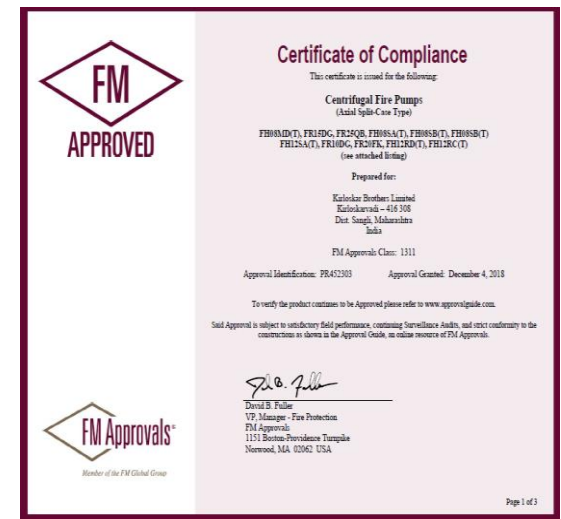 FM
APPROVED
Certificate of Compliance
This certificate is issued for the following:
Centrifugal Fire Pumps
(Axial Split-Case Type)
FH08MD(T), FR15DG, FR25QB, FH08SA(T), FH08SB(T), FH08SB(T)
FH12SA(T), FR10DG, FR20FK, FH12RD(T), FH12RC(T)
(see attached listing)
Prepared for:
Kirloskar Brothers Limited
Kirloskarvadi – 416 308
Dist. Sangli, Maharashtra
India
FM Approvals Class: 1311
Approval Identification: PR452303 Approval Granted: December 4, 2018
To verify the product continues to be Approved please refer to www.approvalguide.com.
Said Approval is subject to satisfactory field performance, continuing Surveillance Audits, and strict conformity to the
constructions as shown in the Approval Guide, an online resource of FM Approvals.
David B. Fuller
VP, Manager - Fire Protection
FM Approvals
1151 Boston-Providence Turnpike
Norwood, MA 02062 USA
FM Approvals®
Member of the FM Global Group
Page 1 of 3